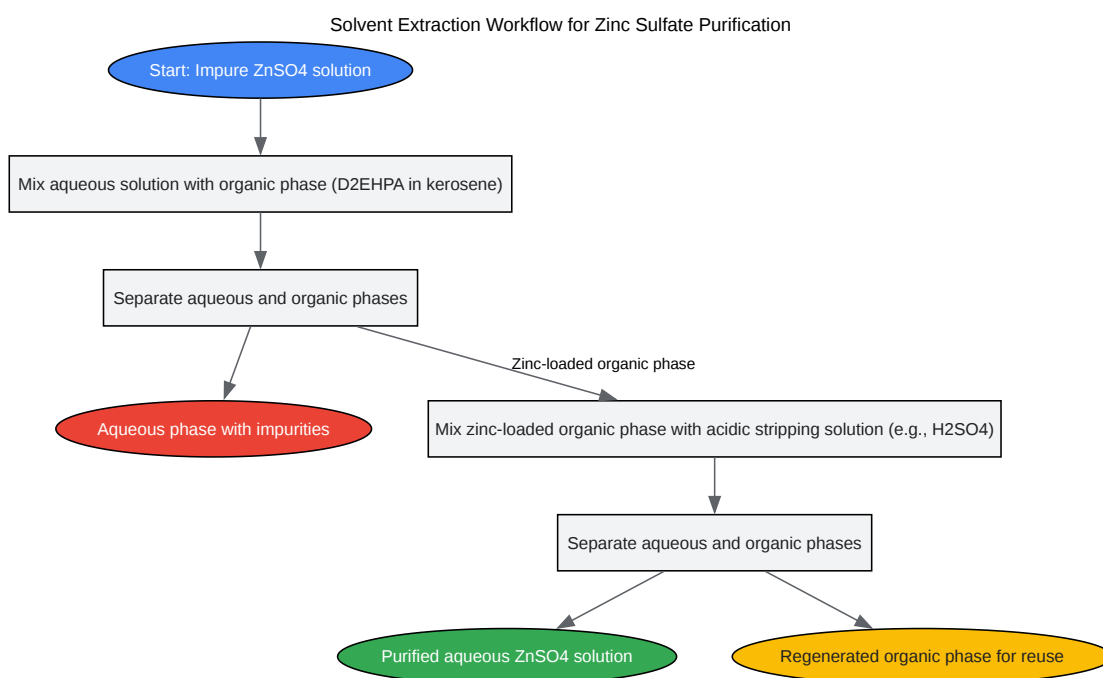 Solvent Extraction Workflow for Zinc Sulfate Purification
Start: Impure ZnSO4 solution
Mix aqueous solution with organic phase (D2EHPA in kerosene)
Separate aqueous and organic phases
Zinc-loaded organic phase
Aqueous phase with impurities
Mix zinc-loaded organic phase with acidic stripping solution (e.g., H2SO4)
Separate aqueous and organic phases
Purified aqueous ZnSO4 solution
Regenerated organic phase for reuse